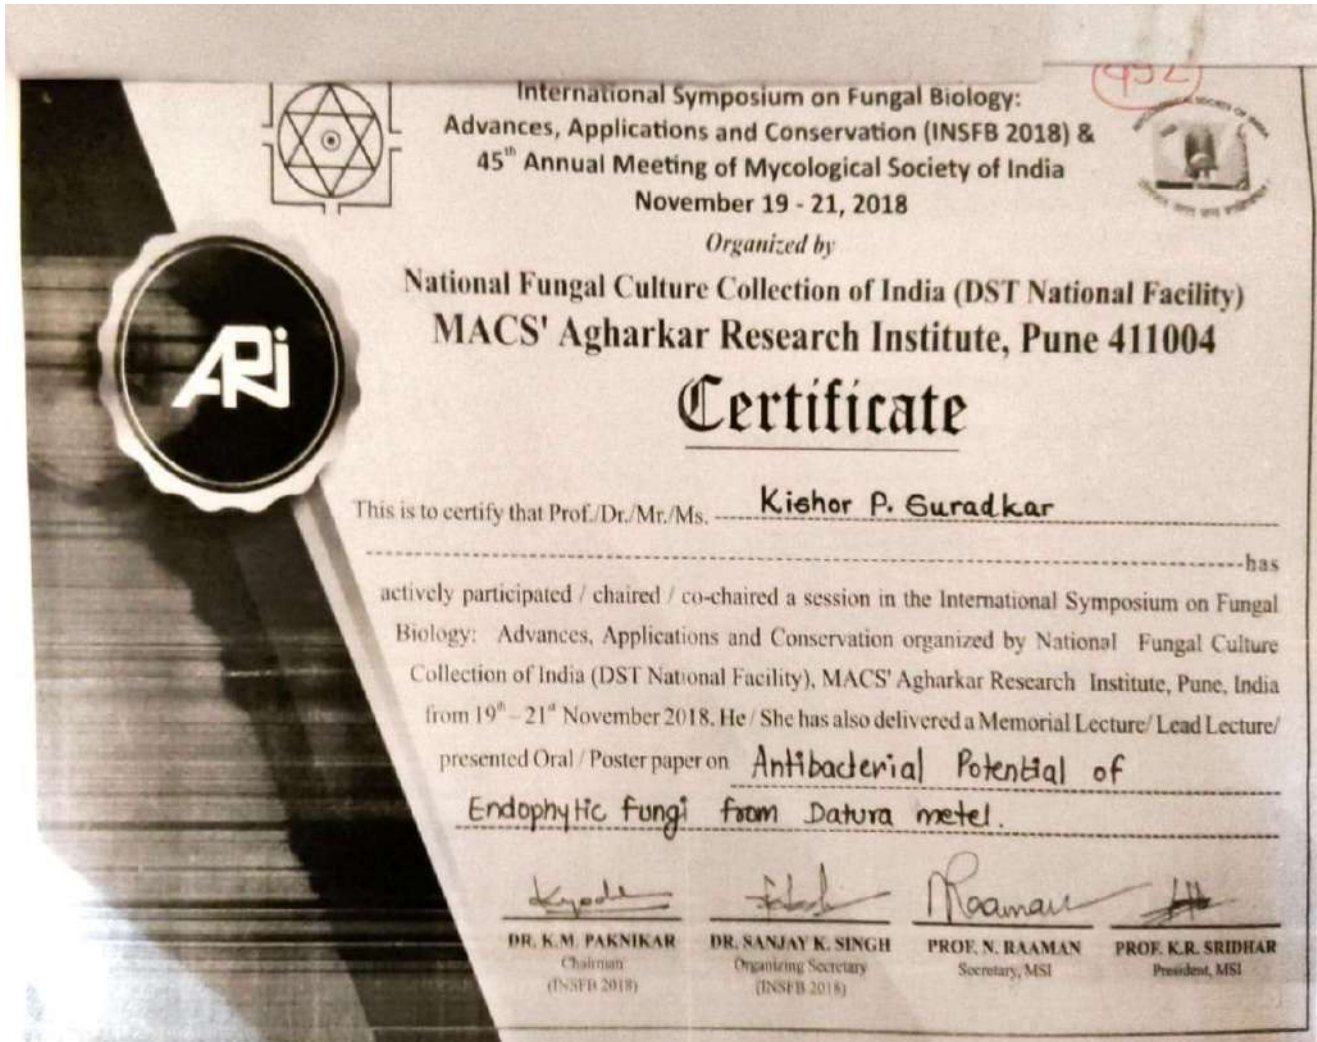 492
International Symposium on Fungal Biology:
Advances, Applications and Conservation (INSFB 2018) &
45th Annual Meeting of Mycological Society of India
November 19 - 21, 2018
Organized by
National Fungal Culture Collection of India (DST National Facility)
MACS' Agharkar Research Institute, Pune 411004
ARI
Certificate
This is to certify that Prof./Dr./Mr./Ms. Kishor P. Suradkar
has
actively participated / chaired / co-chaired a session in the International Symposium on Fungal
Biology: Advances, Applications and Conservation organized by National Fungal Culture
Collection of India (DST National Facility), MACS' Agharkar Research Institute, Pune, India
from 19th – 21st November 2018. He / She has also delivered a Memorial Lecture/ Lead Lecture/
presented Oral / Poster paper on Antibacterial Potential of
Endophytic fungi from Datura metel.
DR. K.M. PAKNIKAR DR. SANJAY K. SINGH PROF. N. RAAMAN PROF. K.R. SRIDHAR
Chairman Organizing Secretary Secretary, MSI President, MSI
(INSFB 2018) (INSFB 2018)